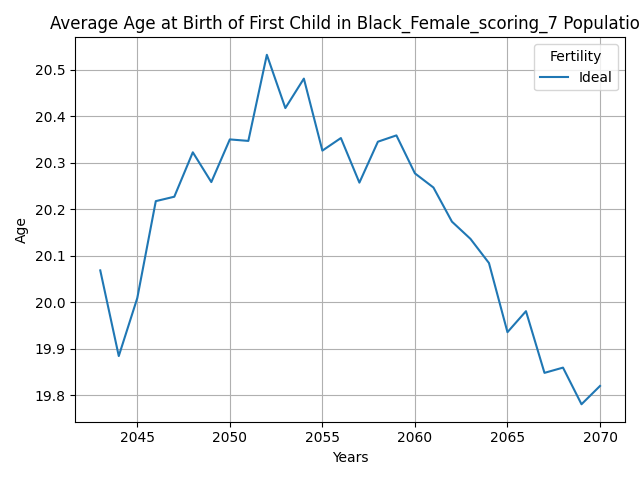 Average Age at Birth of First Child in Black_Female_scoring_7 Populatio
Fertility
Ideal
Age
20.5
20.4
20.3
20.2
20.1
20.0
19.9
19.8
2045 2050 2055 2060 2065 2070
Years